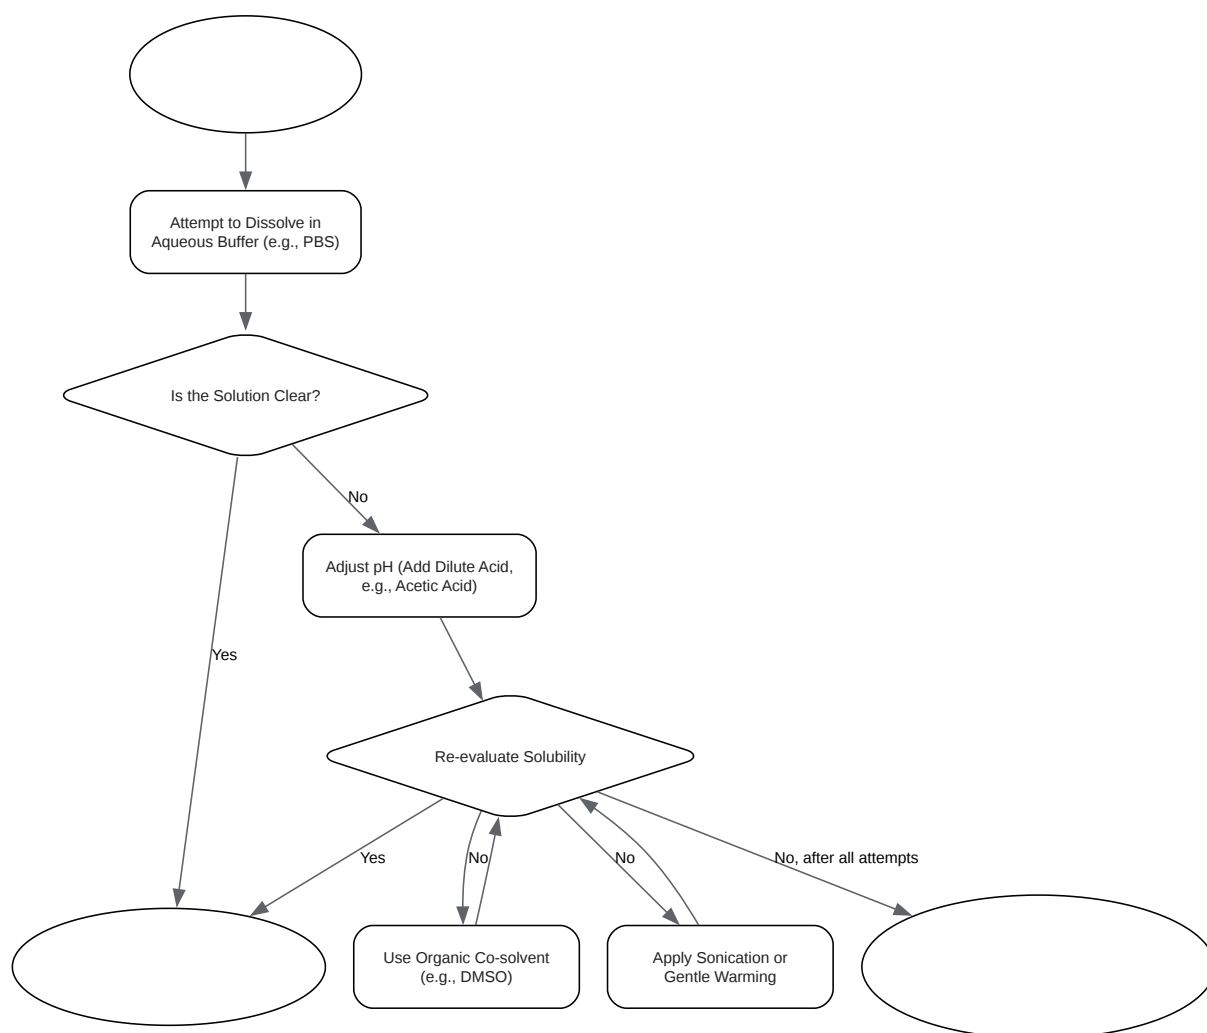 Attempt to Dissolve in
Aqueous Buffer (e.g., PBS)
Is the Solution Clear?
No
Adjust pH (Add Dilute Acid,
e.g., Acetic Acid)
Yes
Re-evaluate Solubility
Yes
No
No
No, after all attempts
Use Organic Co-solvent
(e.g., DMSO)
Apply Sonication or
Gentle Warming